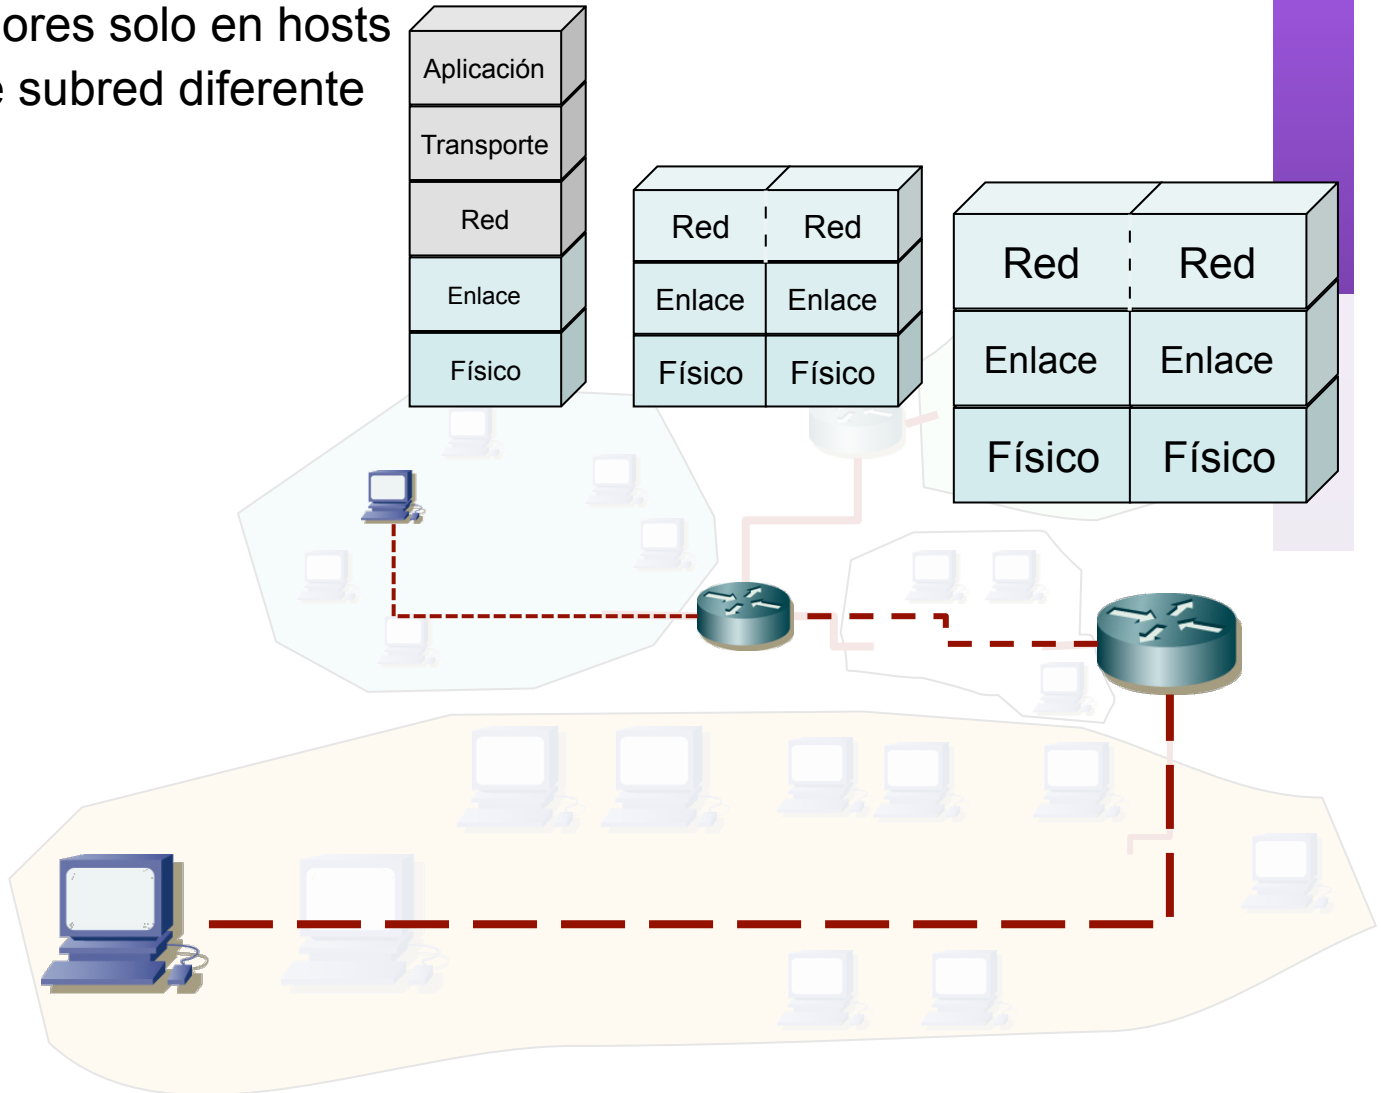 ores solo en hosts
e subred diferente
Aplicación
Transporte
Red
Enlace
Físico
Red Red
Enlace Enlace
Físico Físico
Red Red
Enlace Enlace
Físico Físico